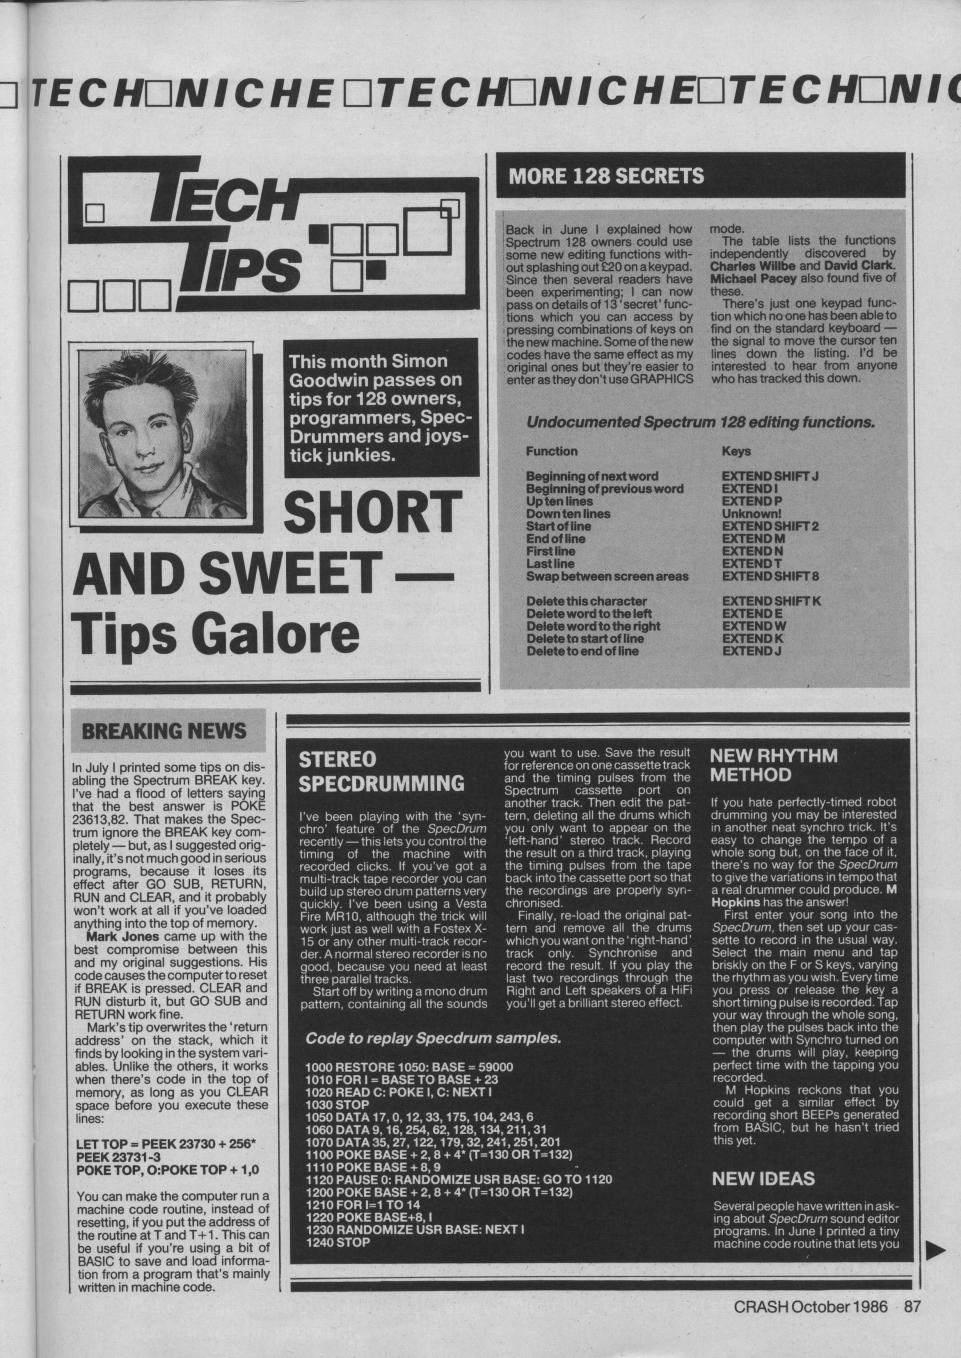 TECH□NICHE□TECH□NICHE□TECH□NIC
TECH
TIPS
This month Simon
Goodwin passes on
tips for 128 owners,
programmers, Spec-
Drummers and joys-
tick junkies.
SHORT
AND SWEET —
Tips Galore
MORE 128 SECRETS
Back in June I explained how
Spectrum 128 owners could use
some new editing functions with-
out splashing out £20 on a keypad.
Since then several readers have
been experimenting; I can now
pass on details of 13 'secret' func-
tions which you can access by
pressing combinations of keys on
the new machine. Some of the new
codes have the same effect as my
original ones but they're easier to
enter as they don't use GRAPHICS
mode.
The table lists the functions
independently discovered by
Charles Willbe and David Clark.
Michael Pacey also found five of
these.
There's just one keypad func-
tion which no one has been able to
find on the standard keyboard —
the signal to move the cursor ten
lines down the listing. I'd be
interested to hear from anyone
who has tracked this down.
Undocumented Spectrum 128 editing functions.
Function Keys
Beginning of next word EXTEND SHIFT J
Beginning of previous word EXTEND I
Up ten lines EXTEND P
Down ten lines Unknown!
Start of line EXTEND SHIFT 2
End of line EXTEND M
First line EXTEND N
Last line EXTEND T
Swap between screen areas EXTEND SHIFT 8
Delete this character EXTEND SHIFT K
Delete word to the left EXTEND E
Delete word to the right EXTEND W
Delete to start of line EXTEND K
Delete to end of line EXTEND J
BREAKING NEWS
In July I printed some tips on dis-
abling the Spectrum BREAK key.
I've had a flood of letters saying
that the best answer is POKE
23613,82. That makes the Spec-
trum ignore the BREAK key com-
pletely — but, as I suggested orig-
inally, it's not much good in serious
programs, because it loses its
effect after GO SUB, RETURN,
RUN and CLEAR, and it probably
won't work at all if you've loaded
anything into the top of memory.
Mark Jones came up with the
best compromise between this
and my original suggestions. His
code causes the computer to reset
if BREAK is pressed. CLEAR and
RUN disturb it, but GO SUB and
RETURN work fine.
Mark's tip overwrites the 'return
address' on the stack, which it
finds by looking in the system vari-
ables. Unlike the others, it works
when there's code in the top of
memory, as long as you CLEAR
space before you execute these
lines:
LET TOP = PEEK 23730 + 256*
PEEK 23731-3
POKE TOP, O:POKE TOP + 1,0
You can make the computer run a
machine code routine, instead of
resetting, if you put the address of
the routine at T and T+1. This can
be useful if you're using a bit of
BASIC to save and load informa-
tion from a program that's mainly
written in machine code.
STEREO
SPECDRUMMING
I've been playing with the 'syn-
chro' feature of the SpecDrum
recently — this lets you control the
timing of the machine with
recorded clicks. If you've got a
multi-track tape recorder you can
build up stereo drum patterns very
quickly. I've been using a Vesta
Fire MR10, although the trick will
work just as well with a Fostex X-
15 or any other multi-track recor-
der. A normal stereo recorder is no
good, because you need at least
three parallel tracks.
Start off by writing a mono drum
pattern, containing all the sounds
you want to use. Save the result
for reference on one cassette track
and the timing pulses from the
Spectrum cassette port on
another track. Then edit the pat-
tern, deleting all the drums which
you only want to appear on the
'left-hand' stereo track. Record
the result on a third track, playing
the timing pulses from the tape
back into the cassette port so that
the recordings are properly syn-
chronised.
Finally, re-load the original pat-
tern and remove all the drums
which you want on the 'right-hand'
track only. Synchronise and
record the result. If you play the
last two recordings through the
Right and Left speakers of a HiFi
you'll get a brilliant stereo effect.
Code to replay Specdrum samples.
1000 RESTORE 1050: BASE = 59000
1010 FOR I = BASE TO BASE + 23
1020 READ C: POKE I, C: NEXT I
1030 STOP
1050 DATA 17, 0, 12, 33, 175, 104, 243, 6
1060 DATA 9, 16, 254, 62, 128, 134, 211, 31
1070 DATA 35, 27, 122, 179, 32, 241, 251, 201
1100 POKE BASE + 2, 8 + 4* (T=130 OR T=132)
1110 POKE BASE + 8, 9
1120 PAUSE 0: RANDOMIZE USR BASE: GO TO 1120
1200 POKE BASE + 2, 8 + 4* (T=130 OR T=132)
1210 FOR I=1 TO 14
1220 POKE BASE+8, I
1230 RANDOMIZE USR BASE: NEXT I
1240 STOP
NEW RHYTHM
METHOD
If you hate perfectly-timed robot
drumming you may be interested
in another neat synchro trick. It's
easy to change the tempo of a
whole song but, on the face of it,
there's no way for the SpecDrum
to give the variations in tempo that
a real drummer could produce. M
Hopkins has the answer!
First enter your song into the
SpecDrum, then set up your cas-
sette to record in the usual way.
Select the main menu and tap
briskly on the F or S keys, varying
the rhythm as you wish. Every time
you press or release the key a
short timing pulse is recorded. Tap
your way through the whole song,
then play the pulses back into the
computer with Synchro turned on
— the drums will play, keeping
perfect time with the tapping you
recorded.
M Hopkins reckons that you
could get a similar effect by
recording short BEEPs generated
from BASIC, but he hasn't tried
this yet.
NEW IDEAS
Several people have written in ask-
ing about SpecDrum sound editor
programs. In June I printed a tiny
machine code routine that lets you
CRASH October 1986 87